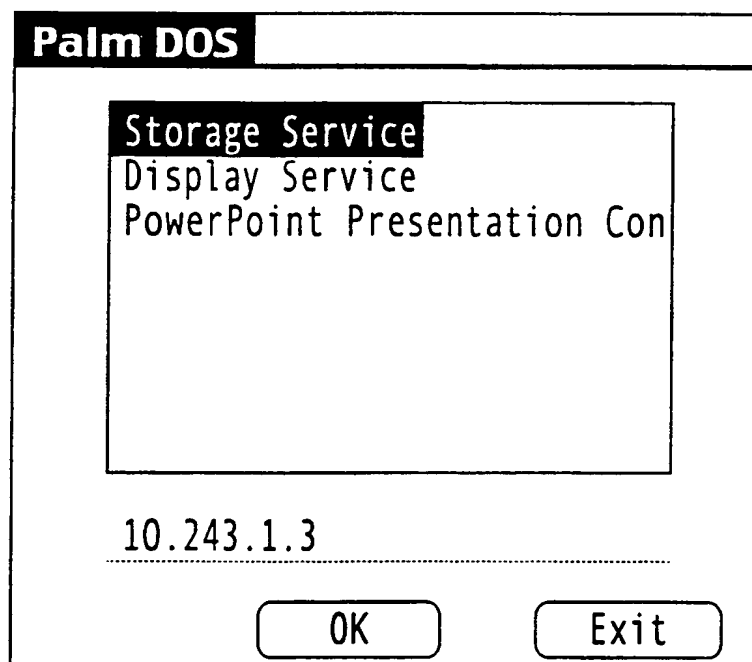 Palm DOS
Storage Service
Display Service
PowerPoint Presentation Con
10.243.1.3
OK Exit